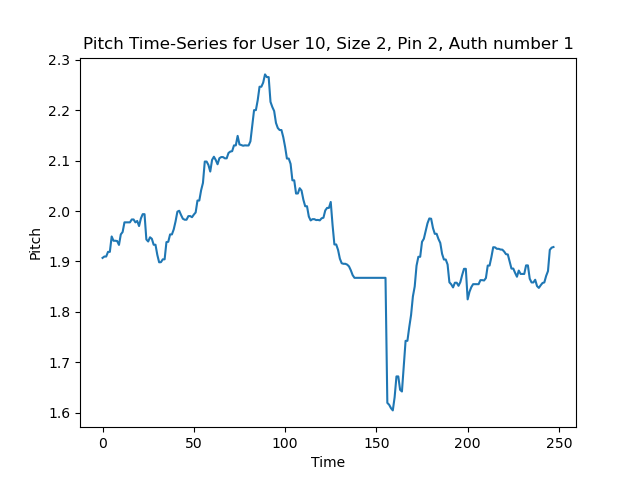 Pitch Time-Series for User 10, Size 2, Pin 2, Auth number 1
2.3
2.2
2.1
2.0
1.9
1.8
1.7
1.6
Pitch
0 50 100 150 200 250
Time